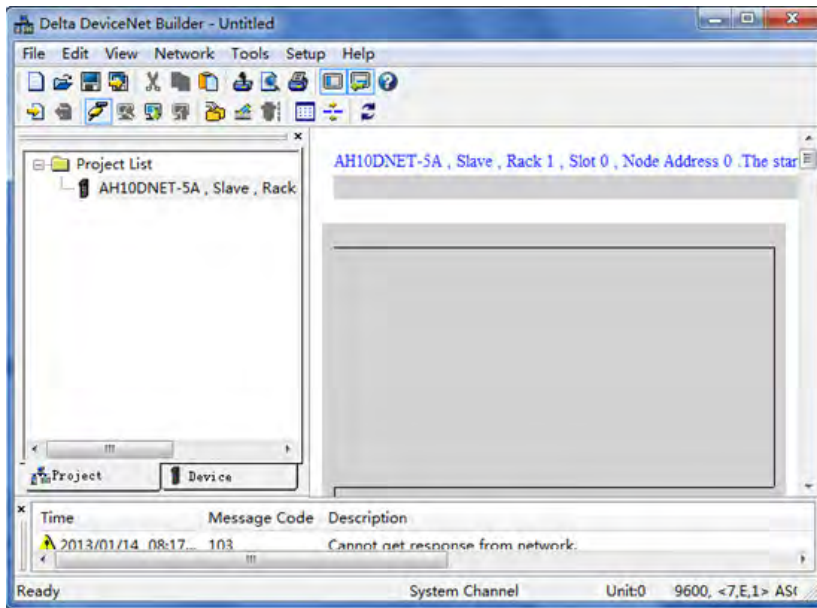 Delta DeviceNet Builder - Untitled
File Edit View Network Tools Setup Help
Project List
AH10DNET-5A , Slave , Rack
AH10DNET-5A , Slave , Rack 1 , Slot 0 , Node Address 0 .The star
Project Device
Time Message Code Description
2013/01/14 08:17... 103 Cannot get response from network.
Ready System Channel Unit:0 9600, <7,E,1> ASC